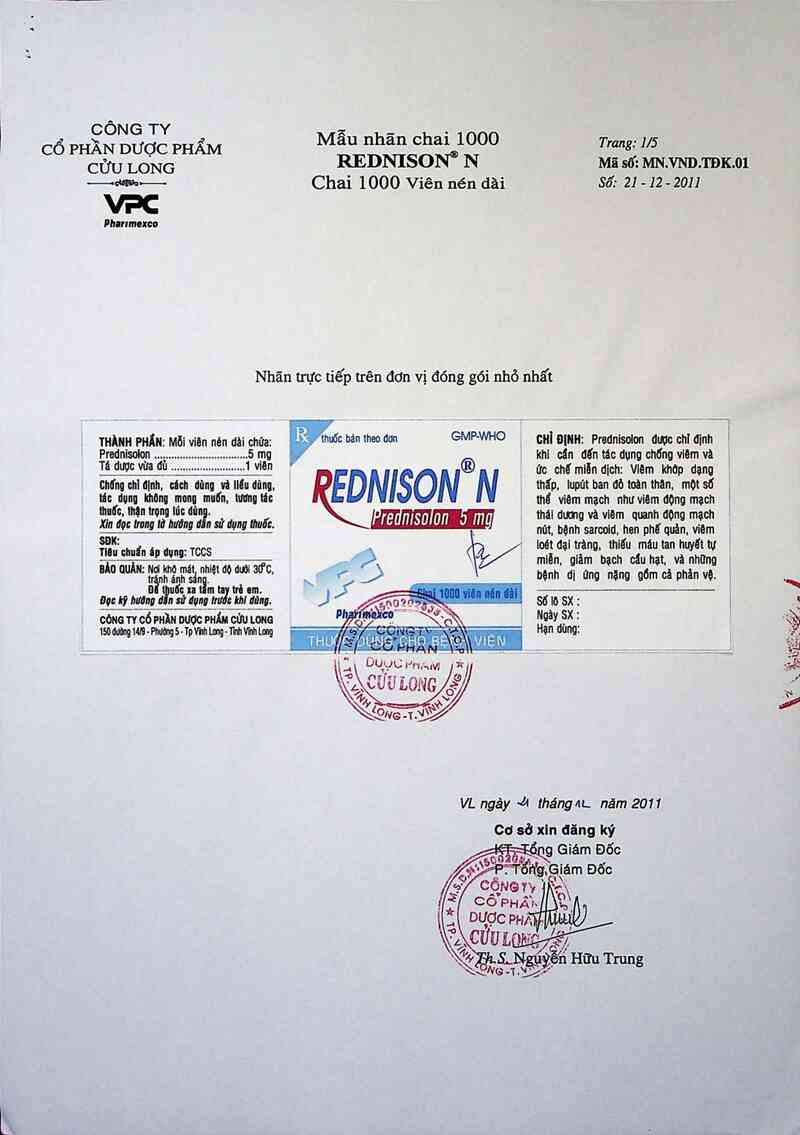 CÔNG TY
CỔ PHẦN DƯỢC PHẨM
CỬU LONG
VPC
Pharimexco
Mẫu nhãn chai 1000
REDNISON® N
Chai 1000 Viên nén dài
Trang: 1/5
Mã số: MN.VND.TĐK.01
Số: 21 - 12 - 2011
Nhãn trực tiếp trên đơn vị đóng gói nhỏ nhất
THÀNH PHẦN: Mỗi viên nén dài chứa:
Prednisolon ..............................5 mg
Tá dược vừa đủ ........................1 viên
Chống chỉ định, cách dùng và liều dùng,
tác dụng không mong muốn, tương tác
thuốc, thận trọng lúc dùng.
Xin đọc trong tờ hướng dẫn sử dụng thuốc.
SĐK:
Tiêu chuẩn áp dụng: TCCS
BẢO QUẢN: Nơi khô mát, nhiệt độ dưới 30°C,
tránh ánh sáng.
Để thuốc xa tầm tay trẻ em.
Đọc kỹ hướng dẫn sử dụng trước khi dùng.
CÔNG TY CỔ PHẦN DƯỢC PHẨM CỬU LONG
150 đường 14/9 - Phường 5 - Tp Vĩnh Long - Tỉnh Vĩnh Long
R thuốc bán theo đơn
GMP-WHO
REDNISON® N
Prednisolon 5 mg
VPC
Chai 1000 viên nén dài
Pharimexco
THUỐC DÙNG CHO BỆNH VIỆN
CHỈ ĐỊNH: Prednisolon được chỉ định
khi cần đến tác dụng chống viêm và
ức chế miễn dịch: Viêm khớp dạng
thấp, lupút ban đỏ toàn thân, một số
thể viêm mạch như viêm động mạch
thái dương và viêm quanh động mạch
nút, bệnh sarcoid, hen phế quản, viêm
loét đại tràng, thiếu máu tan huyết tự
miễn, giảm bạch cầu hạt, và những
bệnh dị ứng nặng gồm cả phản vệ.
Số lô SX :
Ngày SX :
Hạn dùng:
CÔNG TY
CỔ PHẦN
DƯỢC PHẨM
CỬU LONG
TP. VĨNH LONG - T. VĨNH LONG
VL ngày 21 tháng 12 năm 2011
Cơ sở xin đăng ký
KT. Tổng Giám Đốc
P. Tổng Giám Đốc
CÔNG TY
CỔ PHẦN
DƯỢC PHẨM
CỬU LONG
Th.S. Nguyễn Hữu Trung